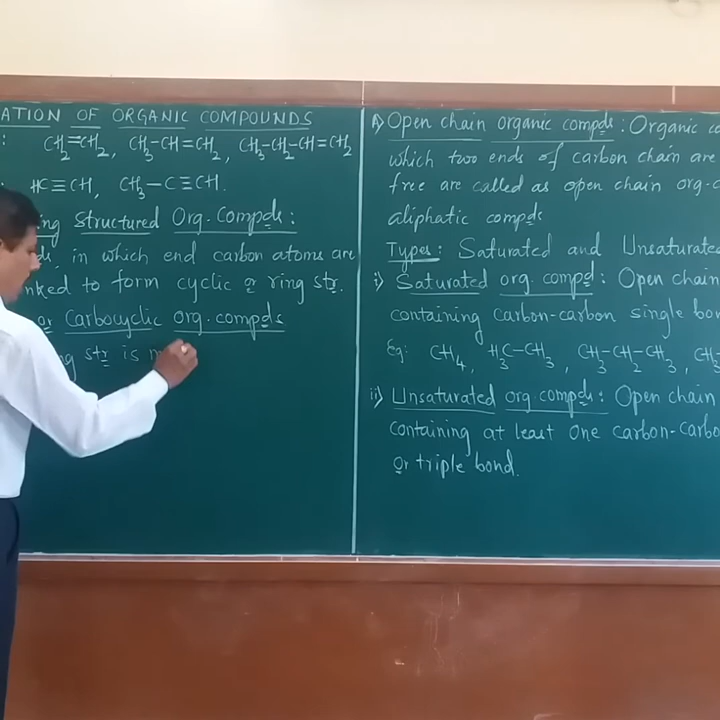 ATION OF ORGANIC COMPOUNDS
: CH2=CH2, CH3-CH=CH2, CH3-CH2-CH=CH2
: HC≡CH, CH3-C≡CH.
ng structured Org. Compds:
ds, in which end carbon atoms are
nked to form cyclic or ring str.
or Carbocyclic org. compds
ng str is m
A) Open chain organic compds: Organic co
which two ends of carbon chain are
free are called as open chain org-c
aliphatic compds
Types: Saturated and Unsaturate
i) Saturated org. compd: Open chain
containing carbon-carbon single bon
Eg: CH4, H3C-CH3, CH3-CH2-CH3, CH3
ii) Unsaturated org. compds: Open chain
containing at least one carbon-carbo
or triple bond.